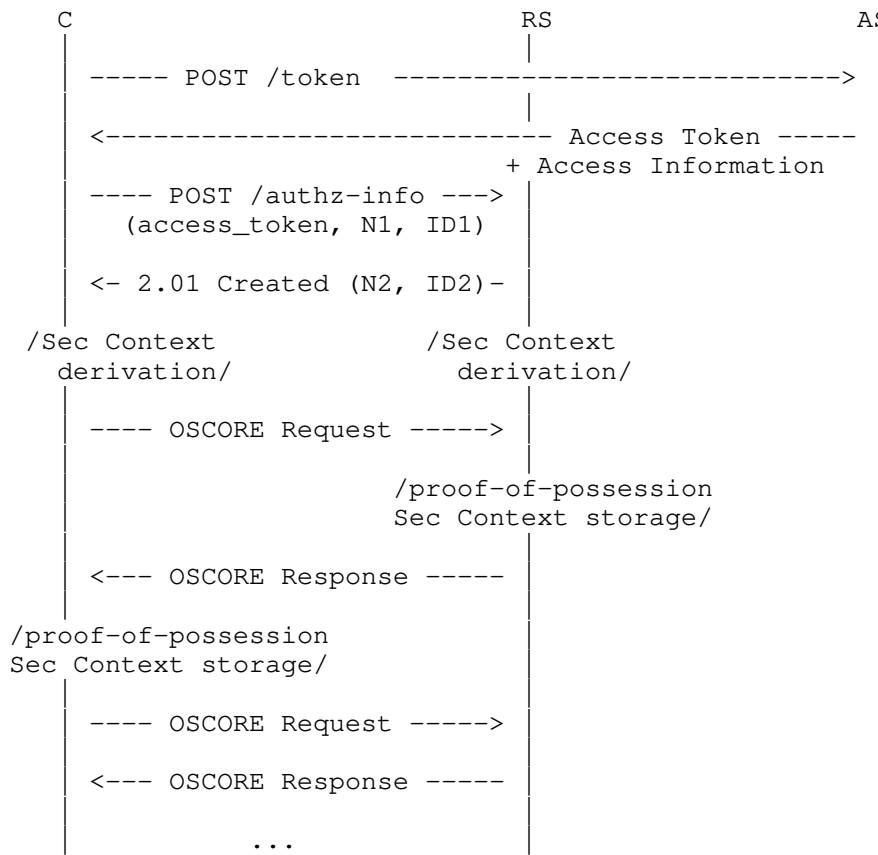 C RS AS
----- POST /token ---------------------------->
<---------------------------- Access Token -----
+ Access Information
---- POST /authz-info --->
(access_token, N1, ID1)
<- 2.01 Created (N2, ID2)-
/Sec Context /Sec Context
derivation/ derivation/
---- OSCORE Request ----->
/proof-of-possession
Sec Context storage/
<--- OSCORE Response -----
/proof-of-possession
Sec Context storage/
---- OSCORE Request ----->
<--- OSCORE Response -----
...